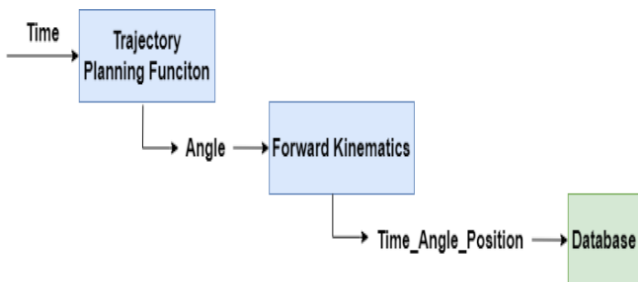 Time
Trajectory
Planning Funciton
Angle
Forward Kinematics
Time_Angle_Position
Database